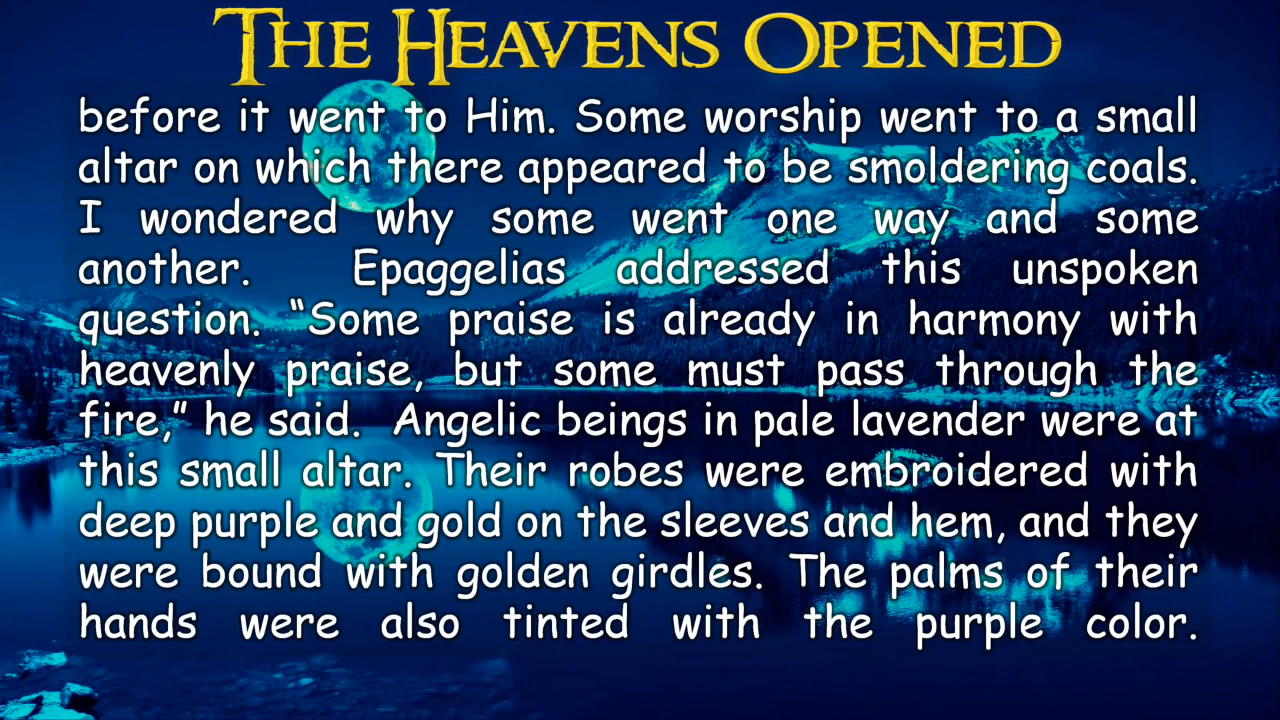 THE HEAVENS OPENED
before it went to Him. Some worship went to a small
altar on which there appeared to be smoldering coals.
I wondered why some went one way and some
another. Epaggelias addressed this unspoken
question. “Some praise is already in harmony with
heavenly praise, but some must pass through the
fire,” he said. Angelic beings in pale lavender were at
this small altar. Their robes were embroidered with
deep purple and gold on the sleeves and hem, and they
were bound with golden girdles. The palms of their
hands were also tinted with the purple color.